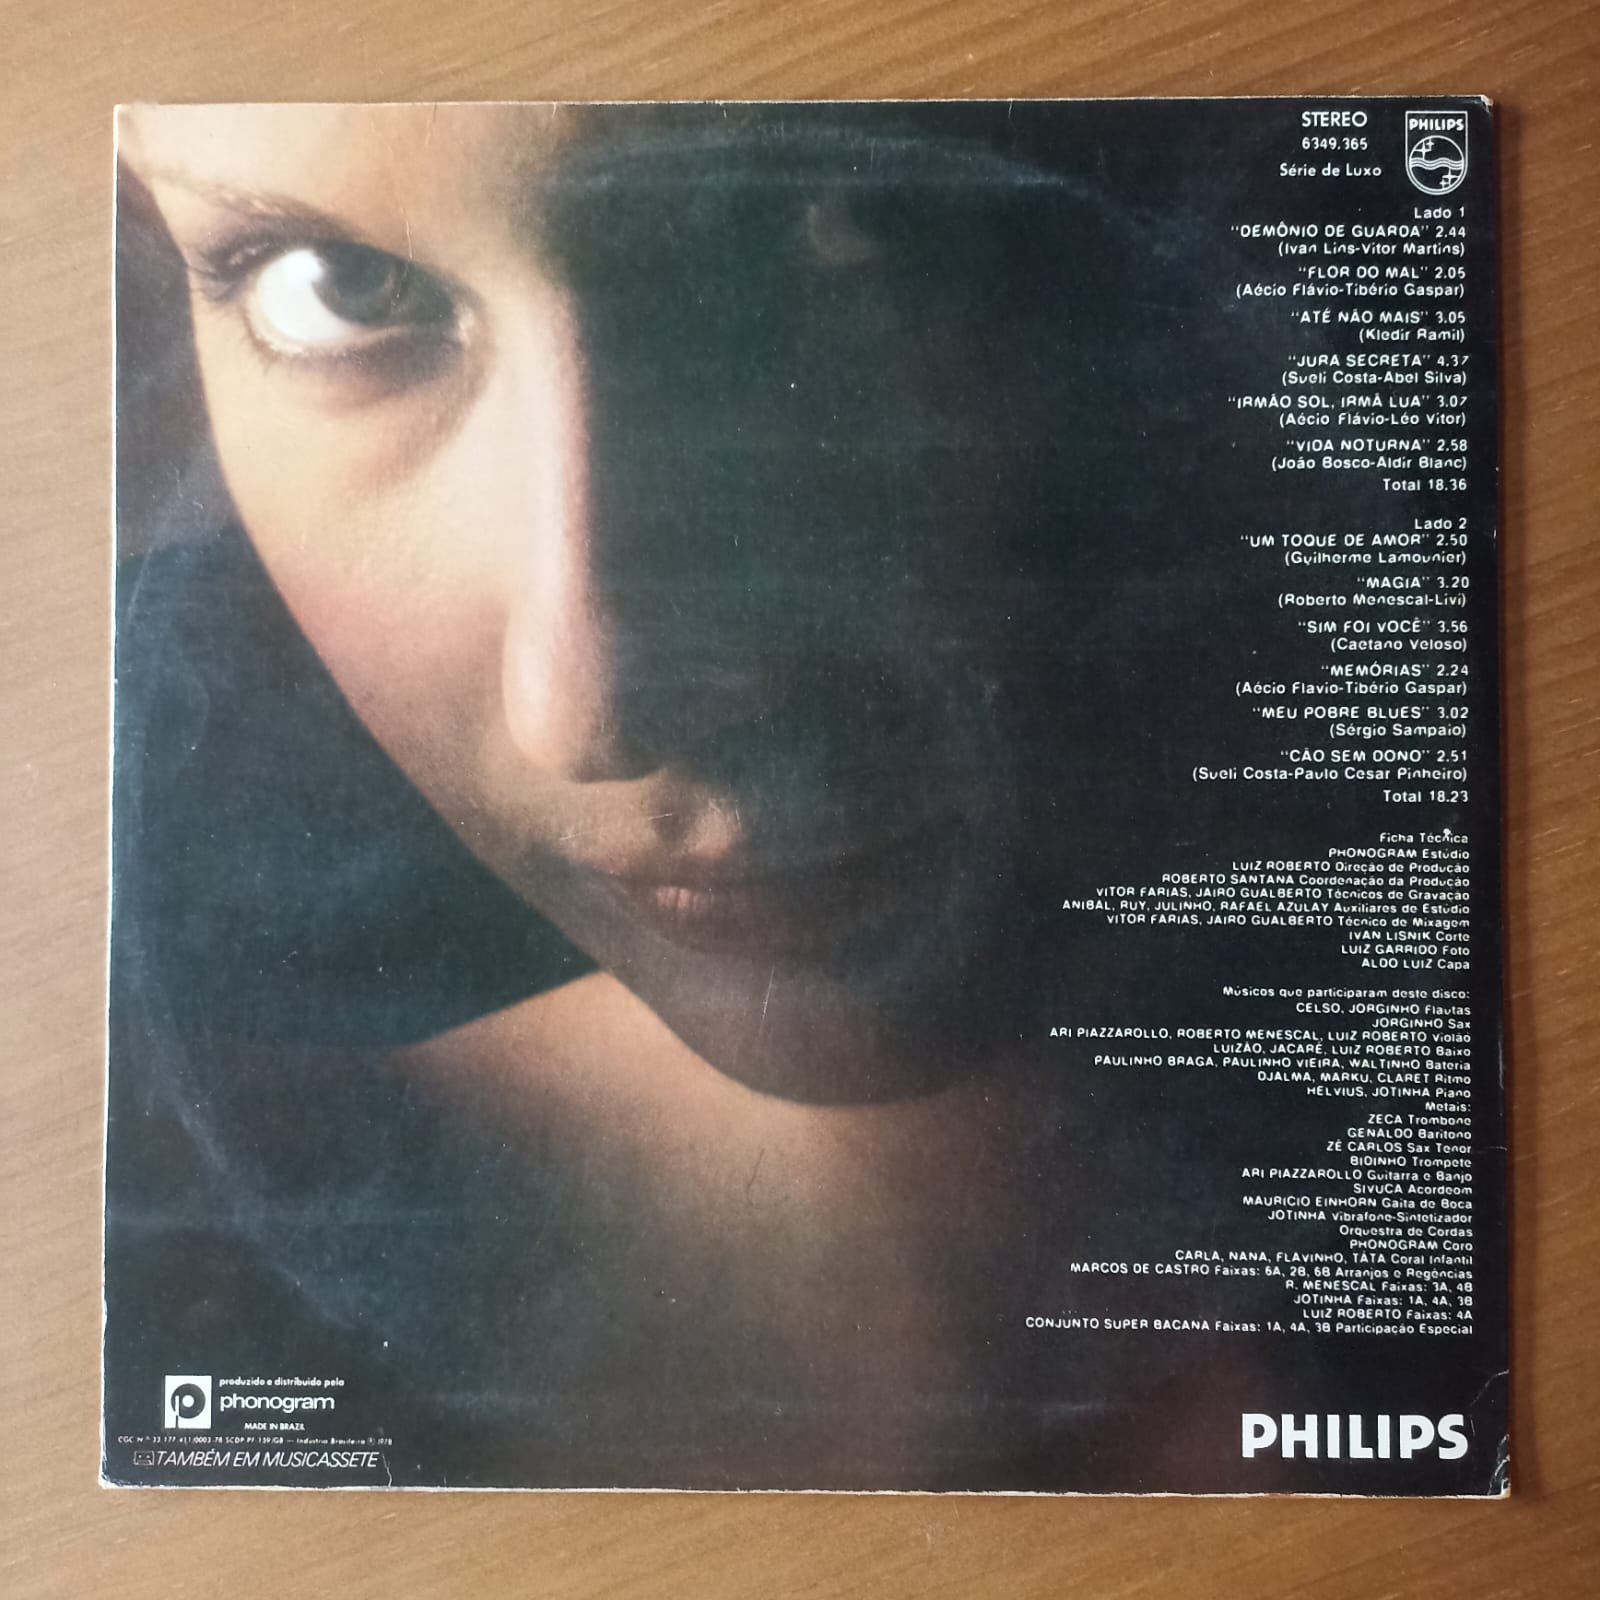 STEREO
6349.365
Série de Luxo
PHILIPS
Lado 1
"DEMÔNIO DE GUARDA" 2.44
(Ivan Lins-Vitor Martins)
"FLOR DO MAL" 2.05
(Aécio Flávio-Tibério Gaspar)
"ATÉ NÃO MAIS" 3.05
(Kledir Ramil)
"JURA SECRETA" 4.37
(Sueli Costa-Abel Silva)
"IRMÃO SOL, IRMÃ LUA" 3.07
(Aécio Flávio-Léo Vitor)
"VIDA NOTURNA" 2.58
(João Bosco-Aldir Blanc)
Total 18.36
Lado 2
"UM TOQUE DE AMOR" 2.50
(Guilherme Lamounier)
"MAGIA" 3.20
(Roberto Menescal-Livi)
"SIM FOI VOCÊ" 3.56
(Caetano Veloso)
"MEMÓRIAS" 2.24
(Aécio Flavio-Tibério Gaspar)
"MEU POBRE BLUES" 3.02
(Sérgio Sampaio)
"CÃO SEM DONO" 2.51
(Sueli Costa-Paulo Cesar Pinheiro)
Total 18.23
Ficha Técnica
PHONOGRAM Estúdio
LUIZ ROBERTO Direção de Produção
ROBERTO SANTANA Coordenação da Produção
VITOR FARIAS, JAIRO GUALBERTO Técnicos de Gravação
ANIBAL, RUY, JULINHO, RAFAEL AZULAY Auxiliares de Estúdio
VITOR FARIAS, JAIRO GUALBERTO Técnico de Mixagem
IVAN LISNIK Corte
LUIZ GARRIDO Foto
ALDO LUIZ Capa
Músicos que participaram deste disco:
CELSO, JORGINHO Flautas
JORGINHO Sax
ARI PIAZZAROLLO, ROBERTO MENESCAL, LUIZ ROBERTO Violão
LUIZÃO, JACARÉ, LUIZ ROBERTO Baixo
PAULINHO BRAGA, PAULINHO VIEIRA, WALTINHO Bateria
DJALMA, MARKU, CLARET Ritmo
HELVIUS, JOTINHA Piano
Metais:
ZECA Trombone
GENALDO Baritono
ZÉ CARLOS Sax Tenor
BIDINHO Trompete
ARI PIAZZAROLLO Guitarra e Banjo
SIVUCA Acordeom
MAURICIO EINHORN Gaita de Boca
JOTINHA Vibrafone-Sintetizador
Orquestra de Cordas
PHONOGRAM Coro
CARLA, NANA, FLAVINHO, TATA Coral Infantil
MARCOS DE CASTRO Faixas: 6A, 2B, 6B Arranjos e Regências
R. MENESCAL Faixas: 3A, 4B
JOTINHA Faixas: 1A, 4A, 3B
LUIZ ROBERTO Faixas: 4A
CONJUNTO SUPER BACANA Faixas: 1A, 4A, 3B Participação Especial
produzido e distribuido pela
phonogram
MADE IN BRAZIL
Industria Brasileira ℗ 1978
TAMBÉM EM MUSICASSETE
PHILIPS